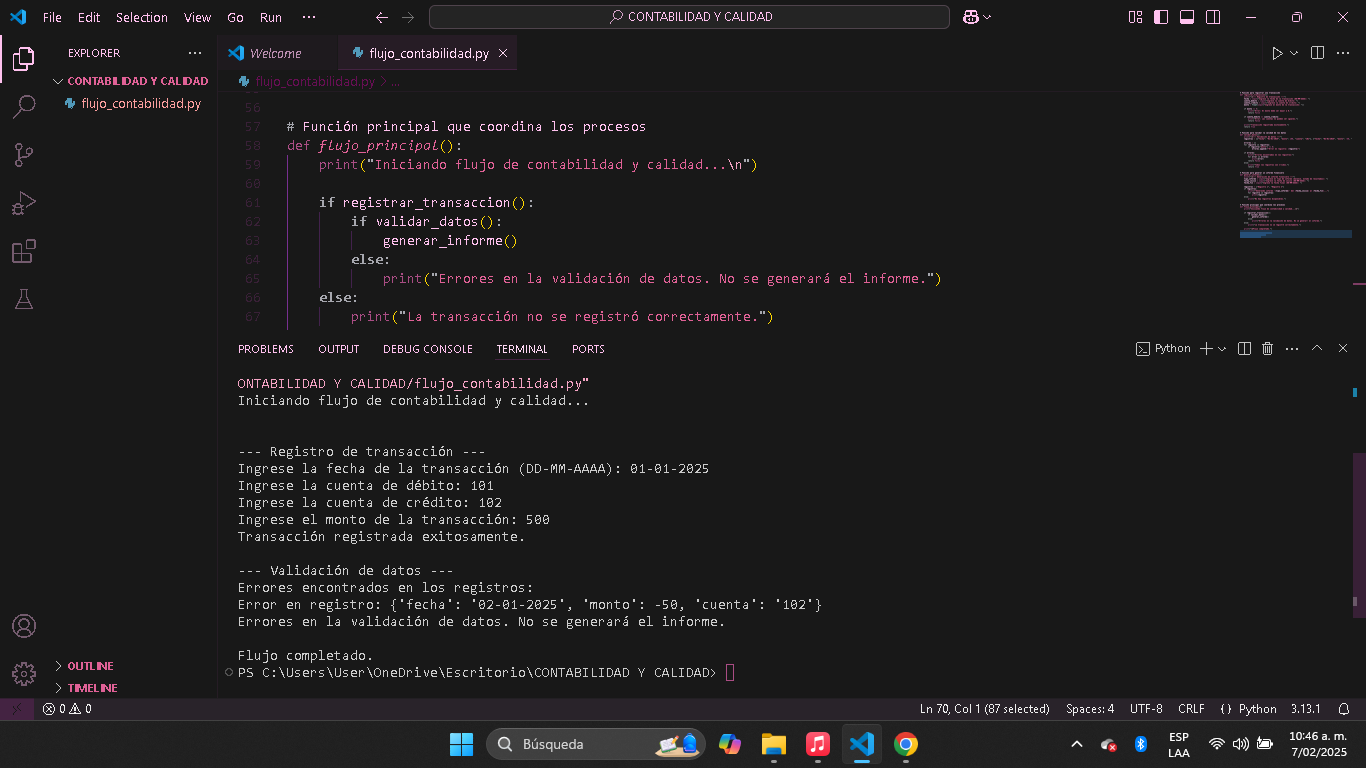 File Edit Selection View Go Run ··· CONTABILIDAD Y CALIDAD
EXPLORER ···
CONTABILIDAD Y CALIDAD
flujo_contabilidad.py
OUTLINE
TIMELINE
Welcome flujo_contabilidad.py
flujo_contabilidad.py > ...
56
57 # Función principal que coordina los procesos
58 def flujo_principal():
59 print("Iniciando flujo de contabilidad y calidad...\n")
60
61 if registrar_transaccion():
62 if validar_datos():
63 generar_informe()
64 else:
65 print("Errores en la validación de datos. No se generará el informe.")
66 else:
67 print("La transacción no se registró correctamente.")
PROBLEMS OUTPUT DEBUG CONSOLE TERMINAL PORTS Python
ONTABILIDAD Y CALIDAD/flujo_contabilidad.py"
Iniciando flujo de contabilidad y calidad...
--- Registro de transacción ---
Ingrese la fecha de la transacción (DD-MM-AAAA): 01-01-2025
Ingrese la cuenta de débito: 101
Ingrese la cuenta de crédito: 102
Ingrese el monto de la transacción: 500
Transacción registrada exitosamente.
--- Validación de datos ---
Errores encontrados en los registros:
Error en registro: {'fecha': '02-01-2025', 'monto': -50, 'cuenta': '102'}
Errores en la validación de datos. No se generará el informe.
Flujo completado.
PS C:\Users\User\OneDrive\Escritorio\CONTABILIDAD Y CALIDAD>
0 0 Ln 70, Col 1 (87 selected) Spaces: 4 UTF-8 CRLF {} Python 3.13.1
Búsqueda
ESP
LAA
10:46 a. m.
7/02/2025